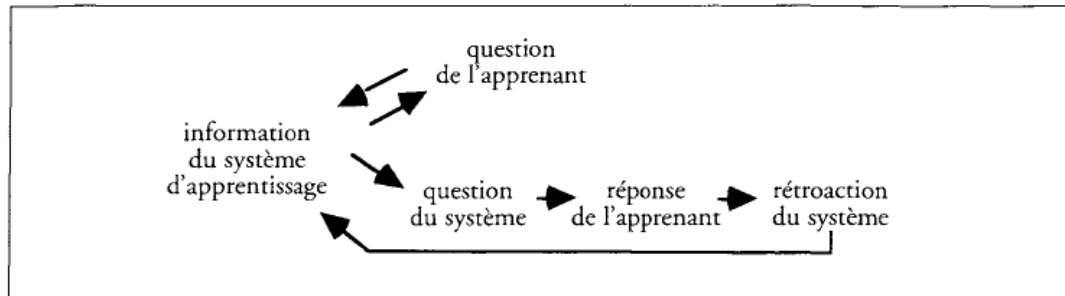 question
de l'apprenant
information
du système
d'apprentissage
question
du système
réponse
de l'apprenant
rétroaction
du système